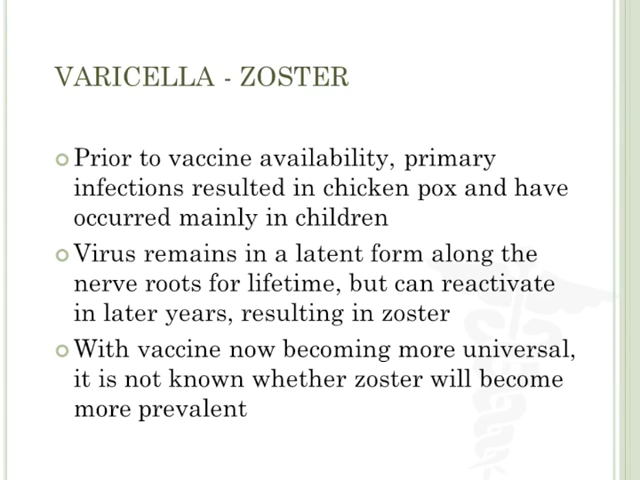 VARICELLA - ZOSTER
Prior to vaccine availability, primary
infections resulted in chicken pox and have
occurred mainly in children
Virus remains in a latent form along the
nerve roots for lifetime, but can reactivate
in later years, resulting in zoster
With vaccine now becoming more universal,
it is not known whether zoster will become
more prevalent